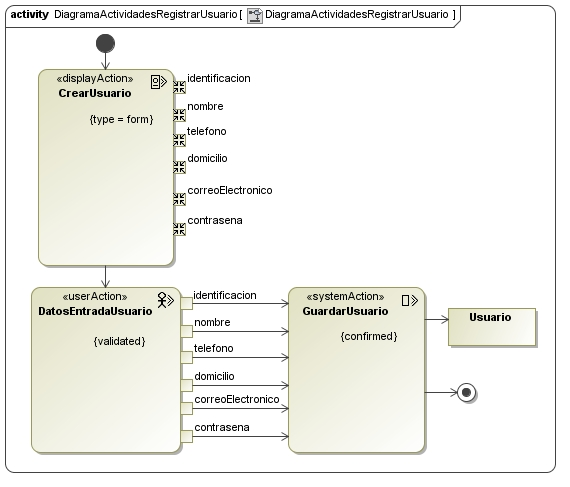 activity DiagramaActividadesRegistrarUsuario[ DiagramaActividadesRegistrarUsuario ]
«displayAction»
CrearUsuario
{type = form}
identificacion
nombre
telefono
domicilio
correoElectronico
contrasena
«userAction»
DatosEntradaUsuario
{validated}
identificacion
nombre
telefono
domicilio
correoElectronico
contrasena
«systemAction»
GuardarUsuario
{confirmed}
Usuario